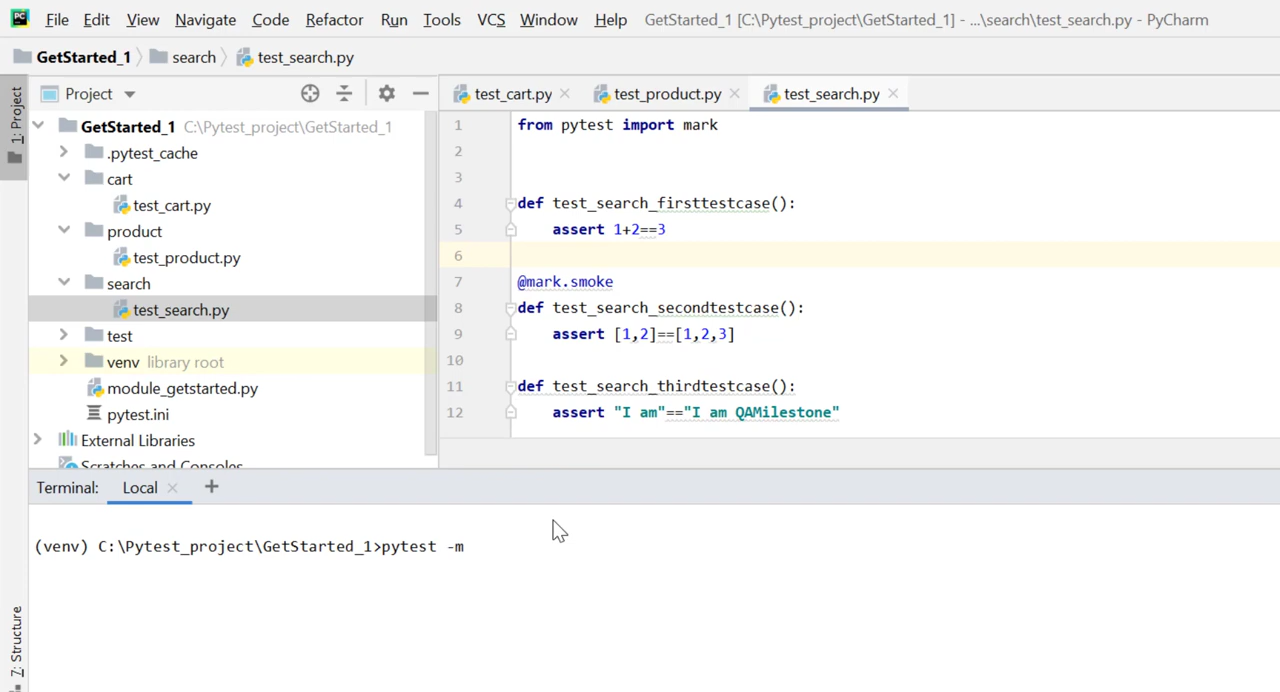 PC File Edit View Navigate Code Refactor Run Tools VCS Window Help GetStarted_1 [C:\Pytest_project\GetStarted_1] - ...\search\test_search.py - PyCharm
GetStarted_1 search test_search.py
1: Project
Project
GetStarted_1 C:\Pytest_project\GetStarted_1
.pytest_cache
cart
test_cart.py
product
test_product.py
search
test_search.py
test
venv library root
module_getstarted.py
pytest.ini
External Libraries
Scratches and Consoles
test_cart.py test_product.py test_search.py
1 from pytest import mark
2
3
4 def test_search_firsttestcase():
5     assert 1+2==3
6
7 @mark.smoke
8 def test_search_secondtestcase():
9     assert [1,2]==[1,2,3]
10
11 def test_search_thirdtestcase():
12     assert "I am"=="I am QAMilestone"
Terminal: Local +
(venv) C:\Pytest_project\GetStarted_1>pytest -m
7: Structure